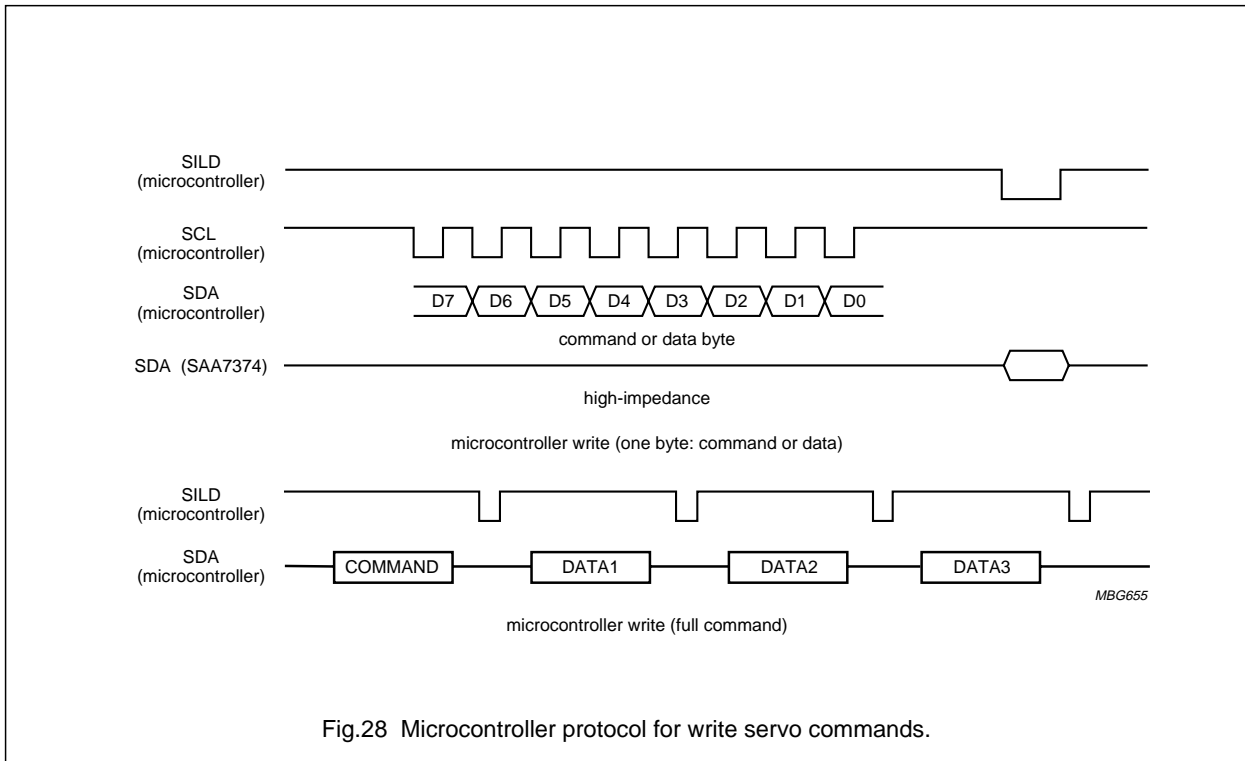 SILD
(microcontroller)
SCL
(microcontroller)
SDA
(microcontroller)
D7 D6 D5 D4 D3 D2 D1 D0
command or data byte
SDA (SAA7374)
high-impedance
microcontroller write (one byte: command or data)
SILD
(microcontroller)
SDA
(microcontroller)
COMMAND DATA1 DATA2 DATA3
MBG655
microcontroller write (full command)
Fig.28 Microcontroller protocol for write servo commands.